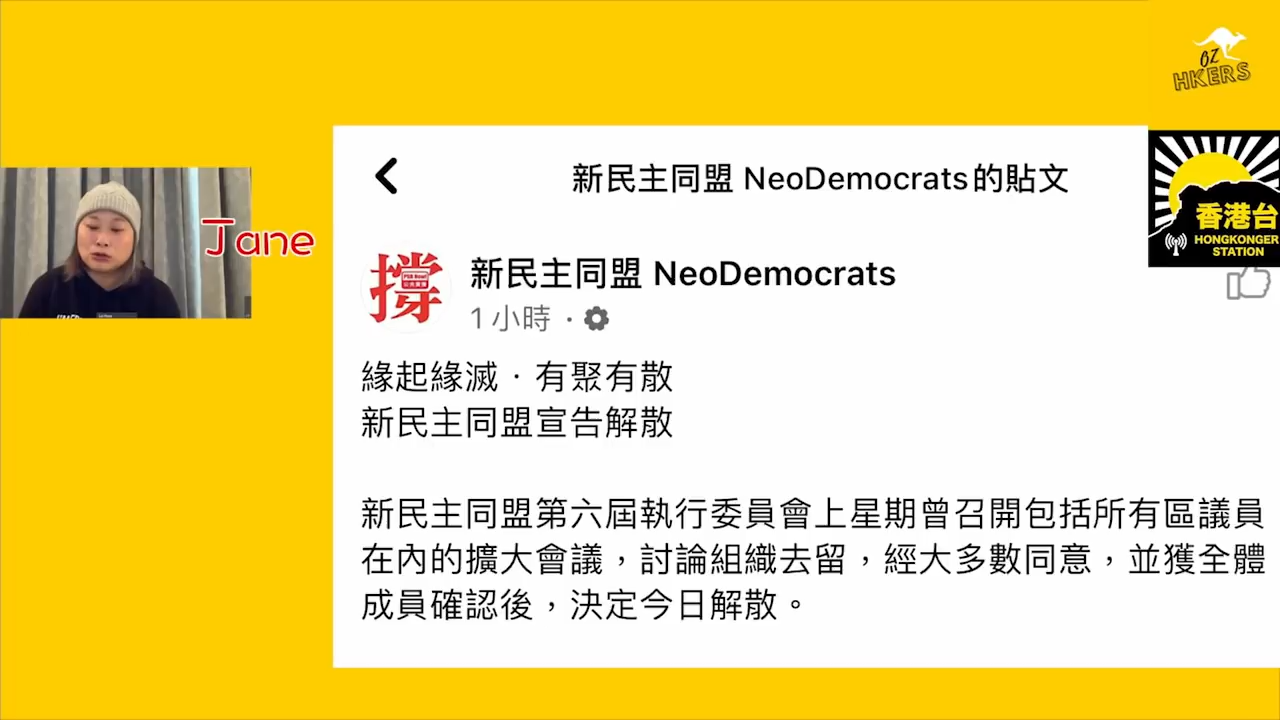 OZ
HKERS
香港台
HONGKONGER
STATION
Jane
新民主同盟 NeoDemocrats的貼文
撐
新民主同盟 NeoDemocrats
1 小時 ·
緣起緣滅．有聚有散
新民主同盟宣告解散
新民主同盟第六屆執行委員會上星期曾召開包括所有區議員
在內的擴大會議，討論組織去留，經大多數同意，並獲全體
成員確認後，決定今日解散。